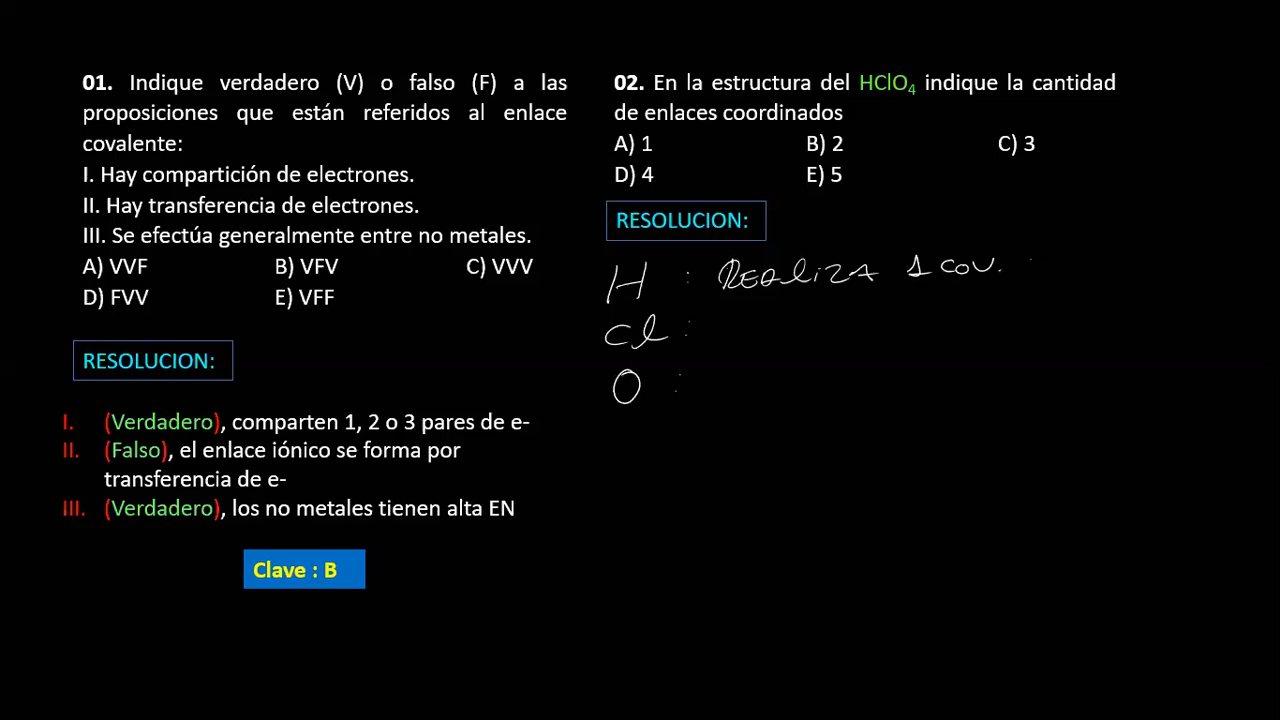 01. Indique verdadero (V) o falso (F) a las
proposiciones que están referidos al enlace
covalente:
I. Hay compartición de electrones.
II. Hay transferencia de electrones.
III. Se efectúa generalmente entre no metales.
A) VVF B) VFV C) VVV
D) FVV E) VFF
RESOLUCION:
I. (Verdadero), comparten 1, 2 o 3 pares de e-
II. (Falso), el enlace iónico se forma por
transferencia de e-
III. (Verdadero), los no metales tienen alta EN
Clave : B
02. En la estructura del HClO₄ indique la cantidad
de enlaces coordinados
A) 1 B) 2 C) 3
D) 4 E) 5
RESOLUCION:
H : REALIZA 1 COV.
Cl :
O :